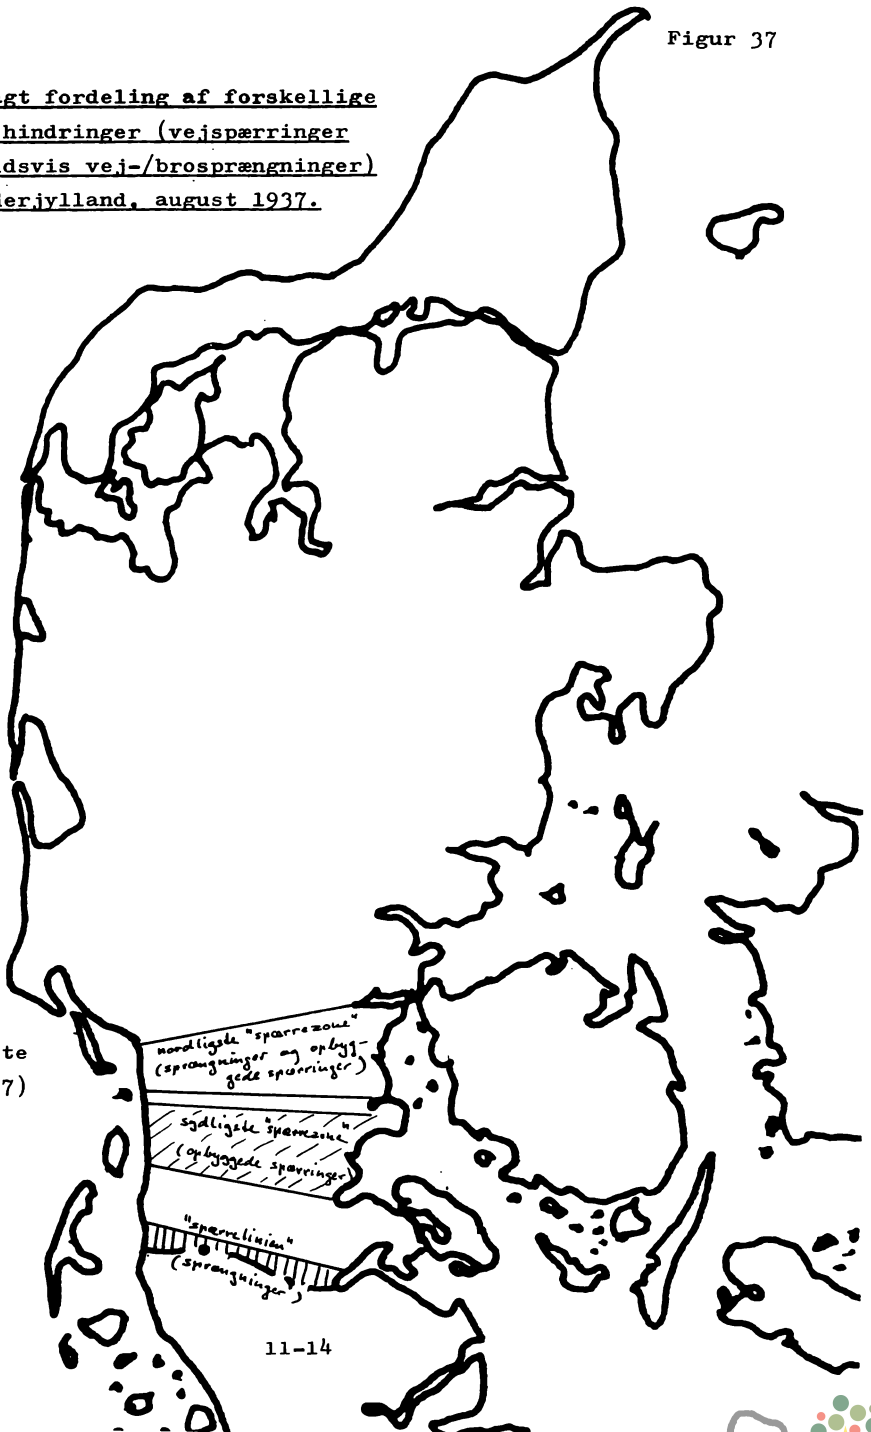 Figur 37
gt fordeling af forskellige
hindringer (vejspærringer
dsvis vej-/brosprængninger)
erjylland, august 1937.
nordligste "spærrezone"
(sprængninger og opbyg-
gede spærringer)
te
7)
sydligste "spærrezone"
(opbyggede spærringer)
"spærrelinien"
(sprængninger)
11-14